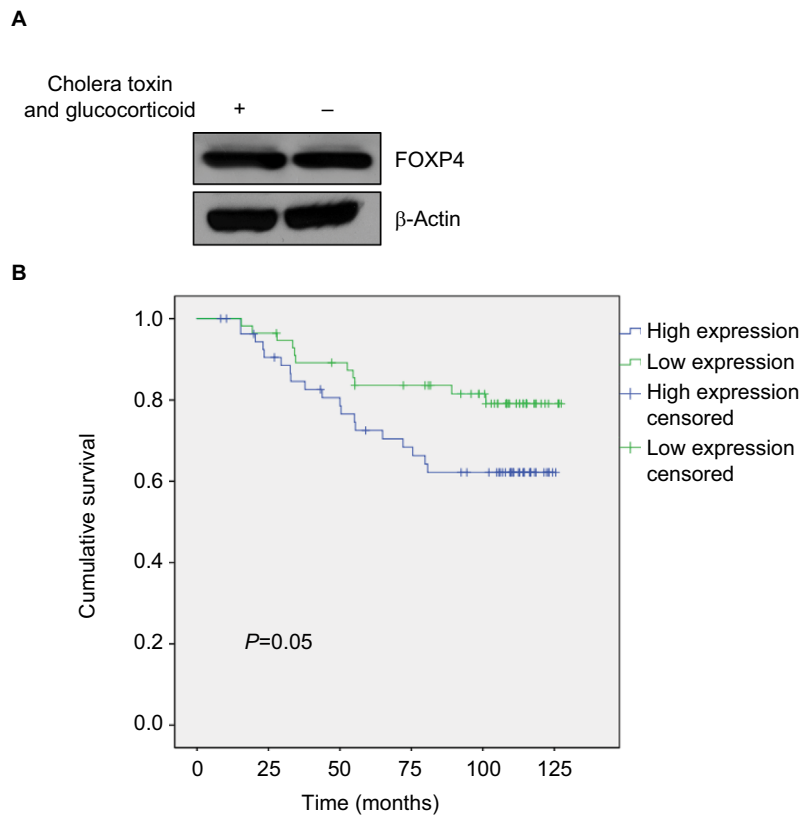 A
Cholera toxin
and glucocorticoid + –
FOXP4
β-Actin
B
1.0
0.8
0.6
0.4
0.2
0.0
Cumulative survival
P=0.05
0 25 50 75 100 125
Time (months)
High expression
Low expression
High expression
censored
Low expression
censored